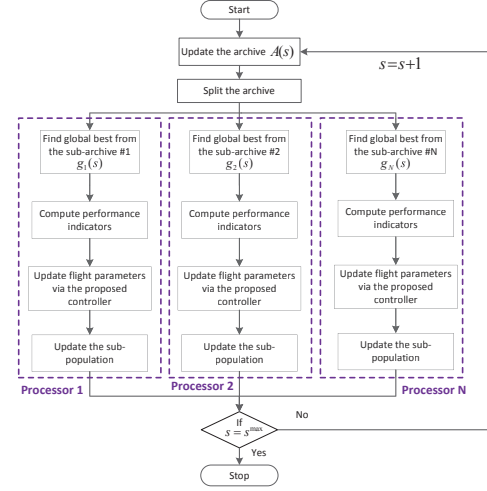 Start
Update the archive A(s)
s=s+1
Split the archive
Find global best from
the sub-archive #1
g₁(s)
Compute performance
indicators
Update flight parameters
via the proposed
controller
Update the sub-
population
Processor 1
Find global best from
the sub-archive #2
g₂(s)
Compute performance
indicators
Update flight parameters
via the proposed
controller
Update the sub-
population
Processor 2
Find global best from
the sub-archive #N
g_N(s)
Compute performance
indicators
Update flight parameters
via the proposed
controller
Update the sub-
population
Processor N
If
s = s^max
No
Yes
Stop